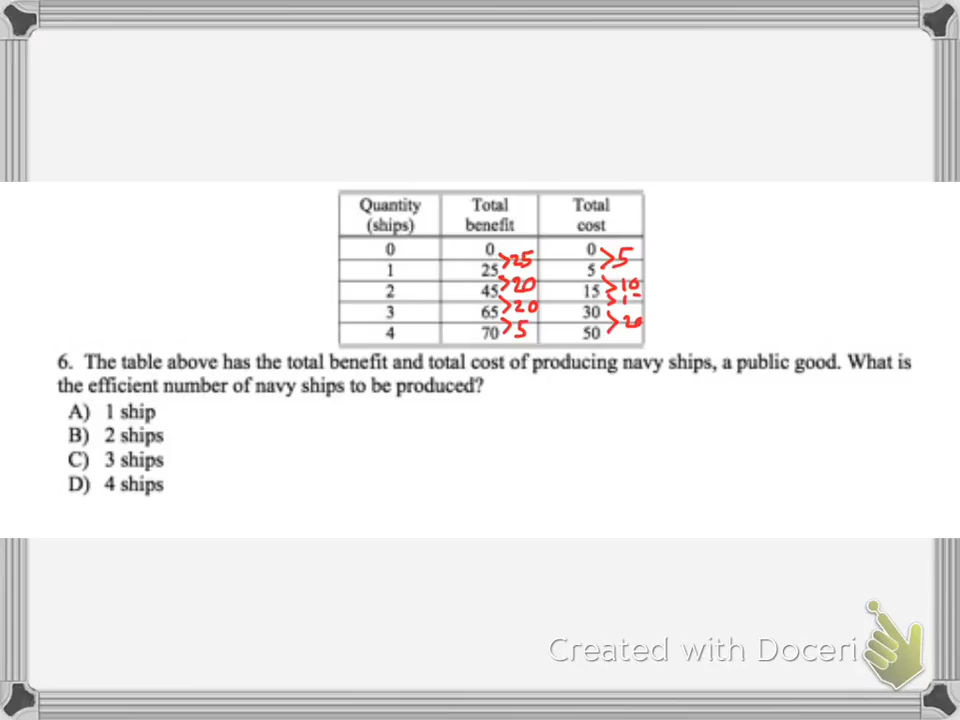 Quantity (ships) Total benefit Total cost
0 0 0
>25 >5
1 25 5
>20 >10
2 45 15
>20 >
3 65 30
>5 >20
4 70 50
6. The table above has the total benefit and total cost of producing navy ships, a public good. What is
the efficient number of navy ships to be produced?
A) 1 ship
B) 2 ships
C) 3 ships
D) 4 ships
Created with Doceri